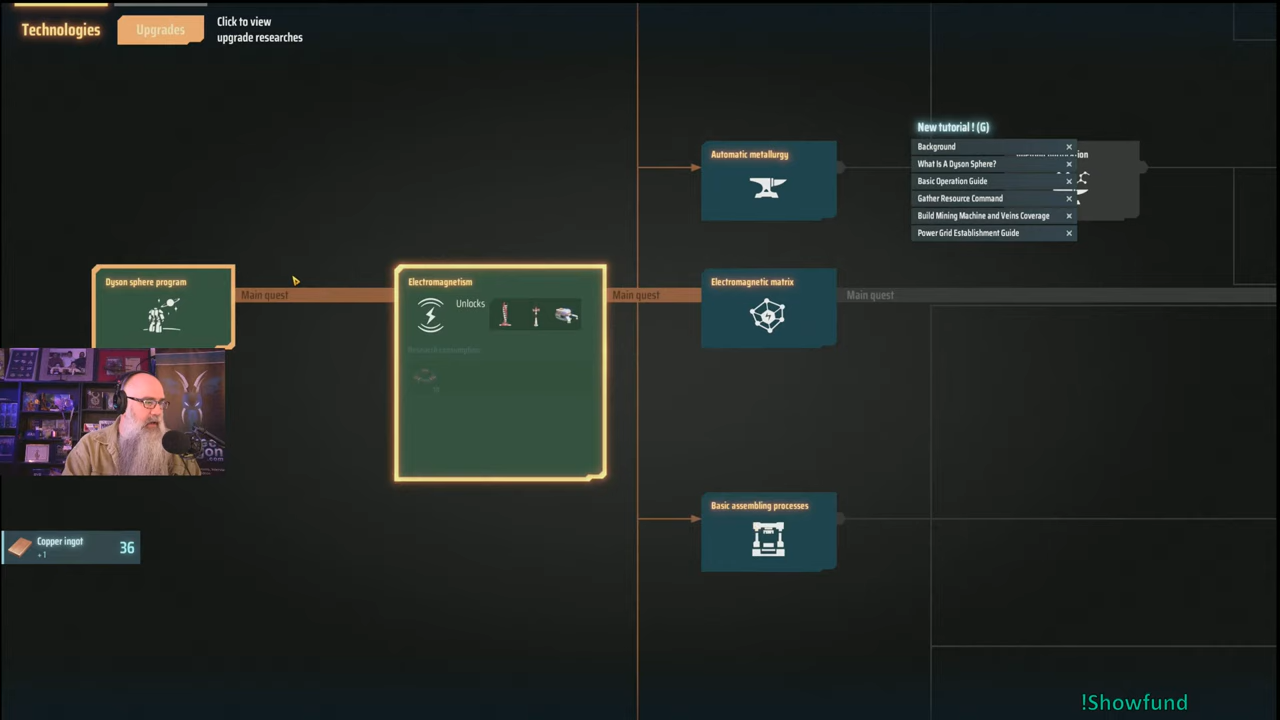 Technologies
Upgrades
Click to view
upgrade researches
New tutorial ! (G)
Background
What Is A Dyson Sphere?
Basic Operation Guide
Gather Resource Command
Build Mining Machine and Veins Coverage
Power Grid Establishment Guide
Automatic metallurgy
Dyson sphere program
Main quest
Electromagnetism
Unlocks
Main quest
Electromagnetic matrix
Main quest
Basic assembling processes
Copper ingot
+1
36
!Showfund